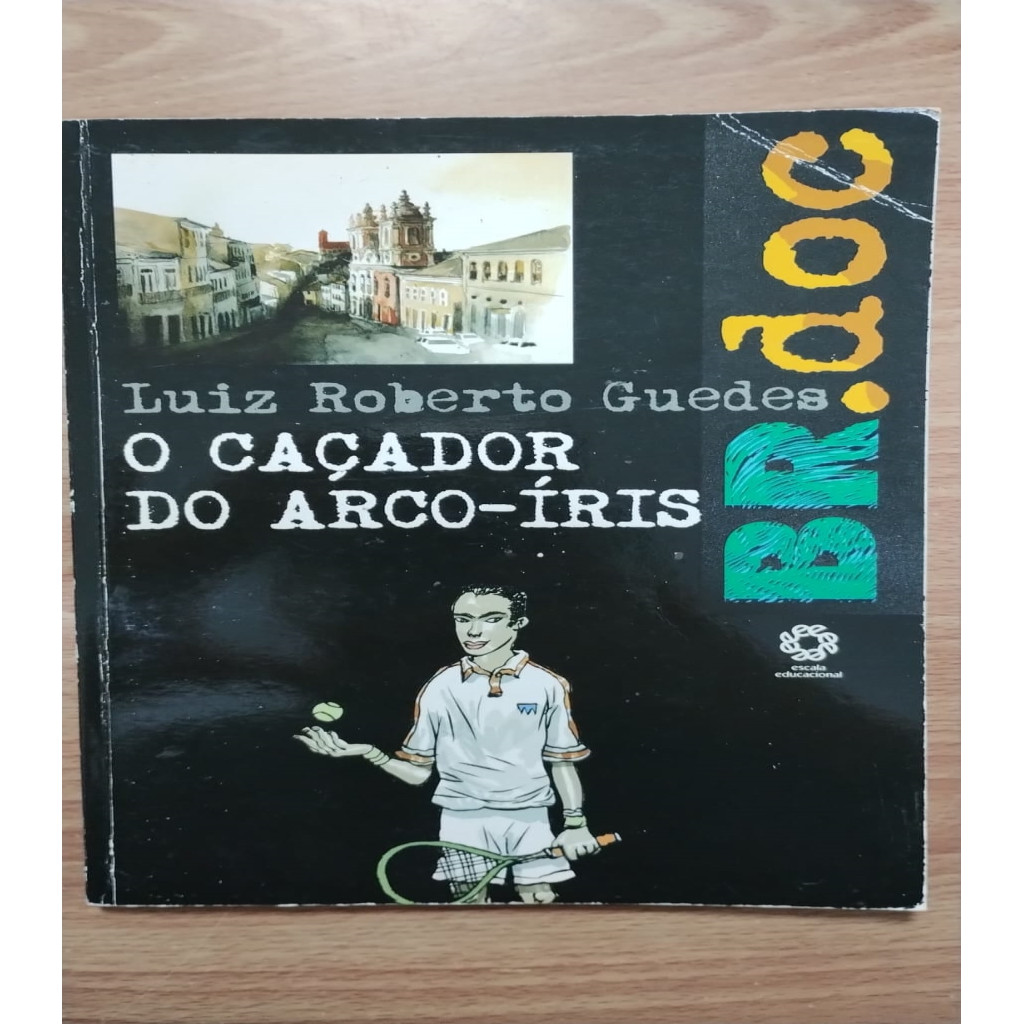 Luiz Roberto Guedes
O CAÇADOR
DO ARCO-ÍRIS
BR.doc
escala
educacional